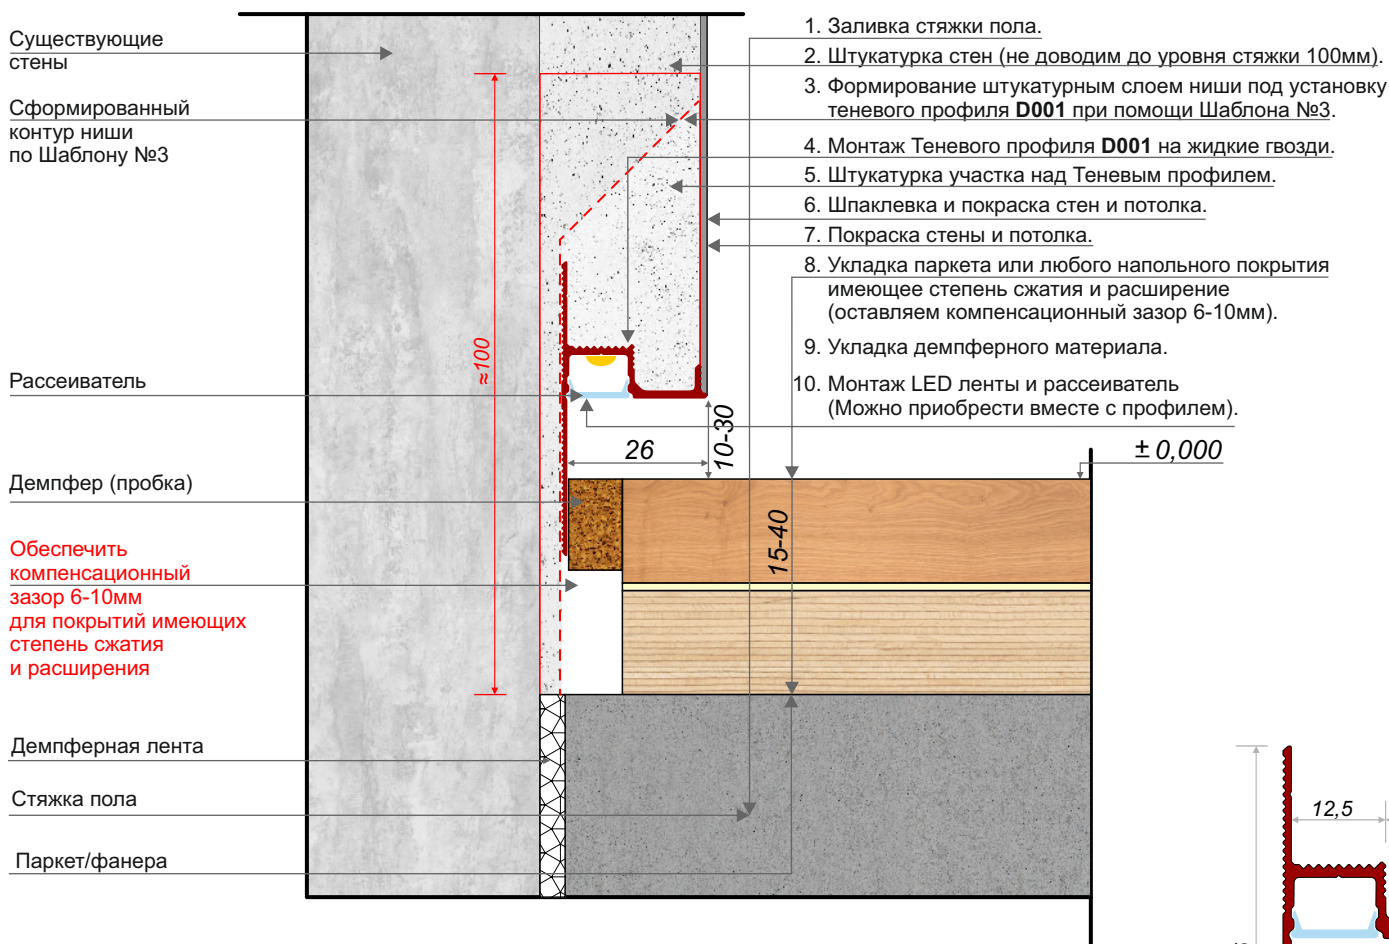 Существующие
стены
Сформированный
контур ниши
по Шаблону №3
Рассеиватель
Демпфер (пробка)
Обеспечить
компенсационный
зазор 6-10мм
для покрытий имеющих
степень сжатия
и расширения
Демпферная лента
Стяжка пола
Паркет/фанера
≈100
26
10-30
15-40
± 0,000
1. Заливка стяжки пола.
2. Штукатурка стен (не доводим до уровня стяжки 100мм).
3. Формирование штукатурным слоем ниши под установку
теневого профиля D001 при помощи Шаблона №3.
4. Монтаж Теневого профиля D001 на жидкие гвозди.
5. Штукатурка участка над Теневым профилем.
6. Шпаклевка и покраска стен и потолка.
7. Покраска стены и потолка.
8. Укладка паркета или любого напольного покрытия
имеющее степень сжатия и расширение
(оставляем компенсационный зазор 6-10мм).
9. Укладка демпферного материала.
10. Монтаж LED ленты и рассеиватель
(Можно приобрести вместе с профилем).
12,5